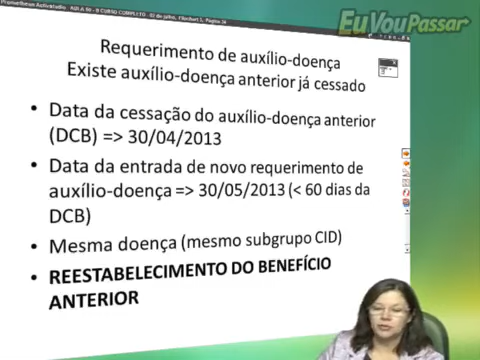 EuVouPassar
Requerimento de auxílio-doença
Existe auxílio-doença anterior já cessado
• Data da cessação do auxílio-doença anterior
(DCB) => 30/04/2013
• Data da entrada de novo requerimento de
auxílio-doença => 30/05/2013 (< 60 dias da
DCB)
• Mesma doença (mesmo subgrupo CID)
• REESTABELECIMENTO DO BENEFÍCIO
ANTERIOR